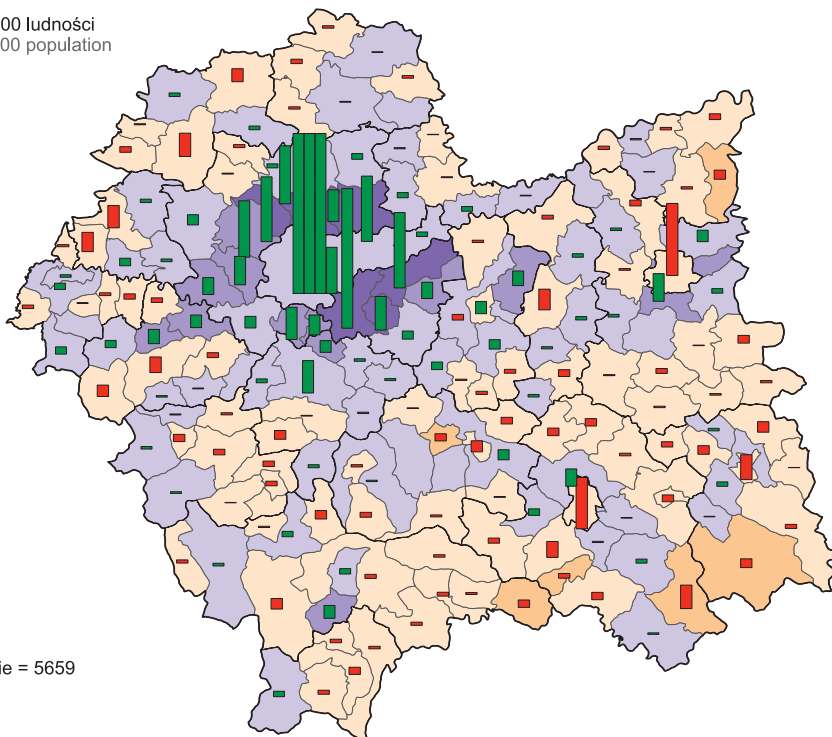 00 ludności
00 population
ie = 5659